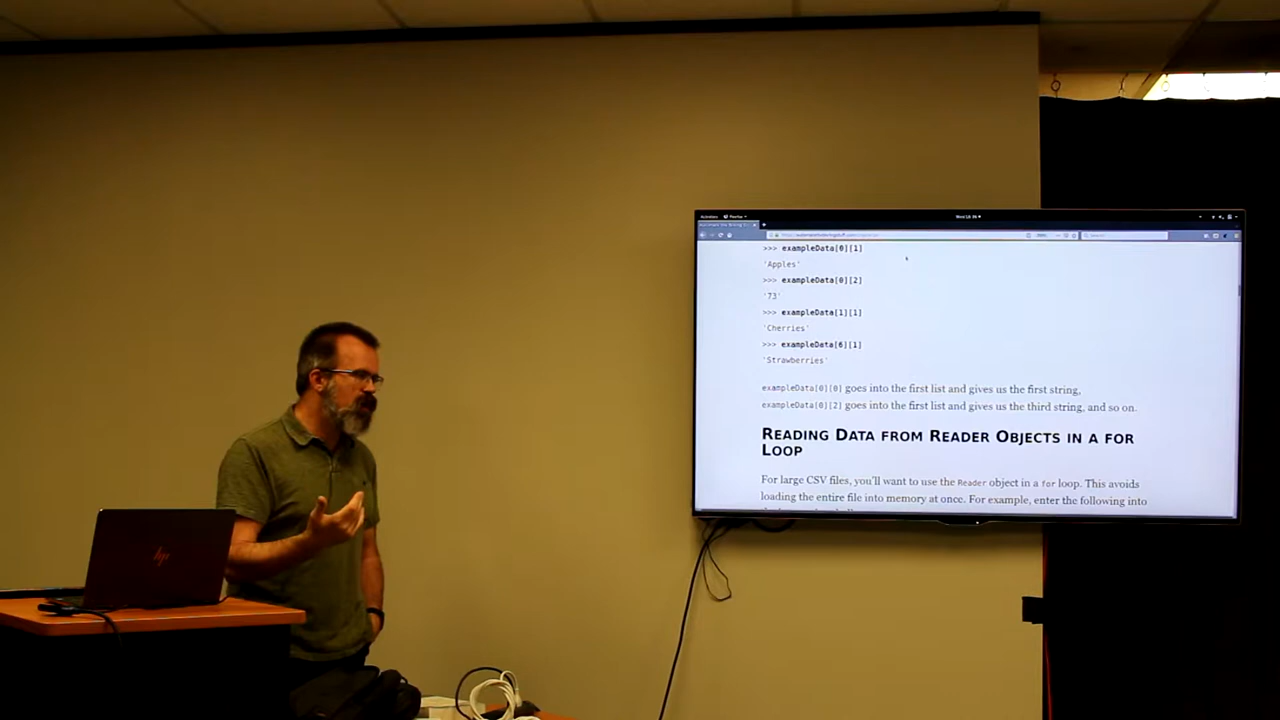 Activities Firefox
>>> exampleData[0][1]
'Apples'
>>> exampleData[0][2]
'73'
>>> exampleData[1][1]
'Cherries'
>>> exampleData[6][1]
'Strawberries'
exampleData[0][0] goes into the first list and gives us the first string,
exampleData[0][2] goes into the first list and gives us the third string, and so on.
READING DATA FROM READER OBJECTS IN A FOR
LOOP
For large CSV files, you'll want to use the Reader object in a for loop. This avoids
loading the entire file into memory at once. For example, enter the following into
hp